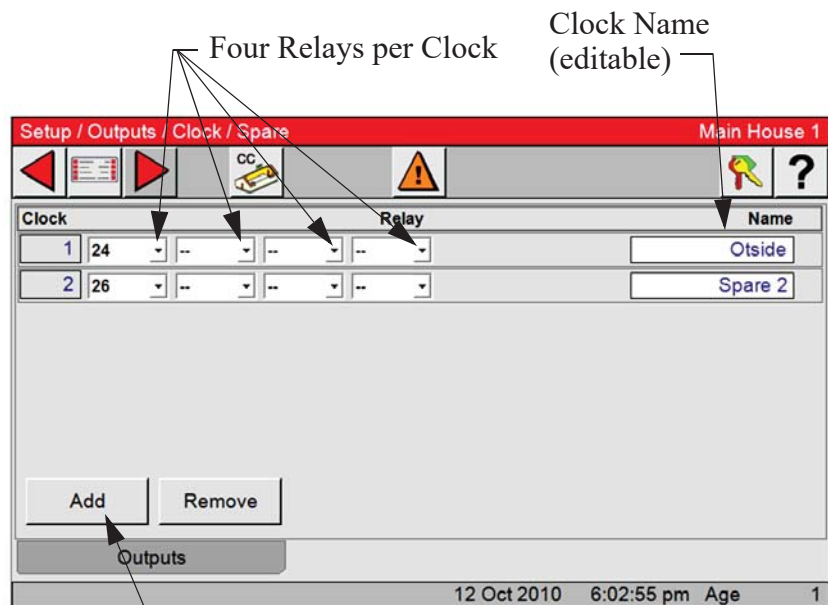 Four Relays per Clock
Clock Name
(editable)
Setup / Outputs / Clock / Spare Main House 1
CC ?
Clock Relay Name
1 24 -- -- -- Otside
2 26 -- -- -- Spare 2
Add Remove
Outputs
12 Oct 2010 6:02:55 pm Age 1